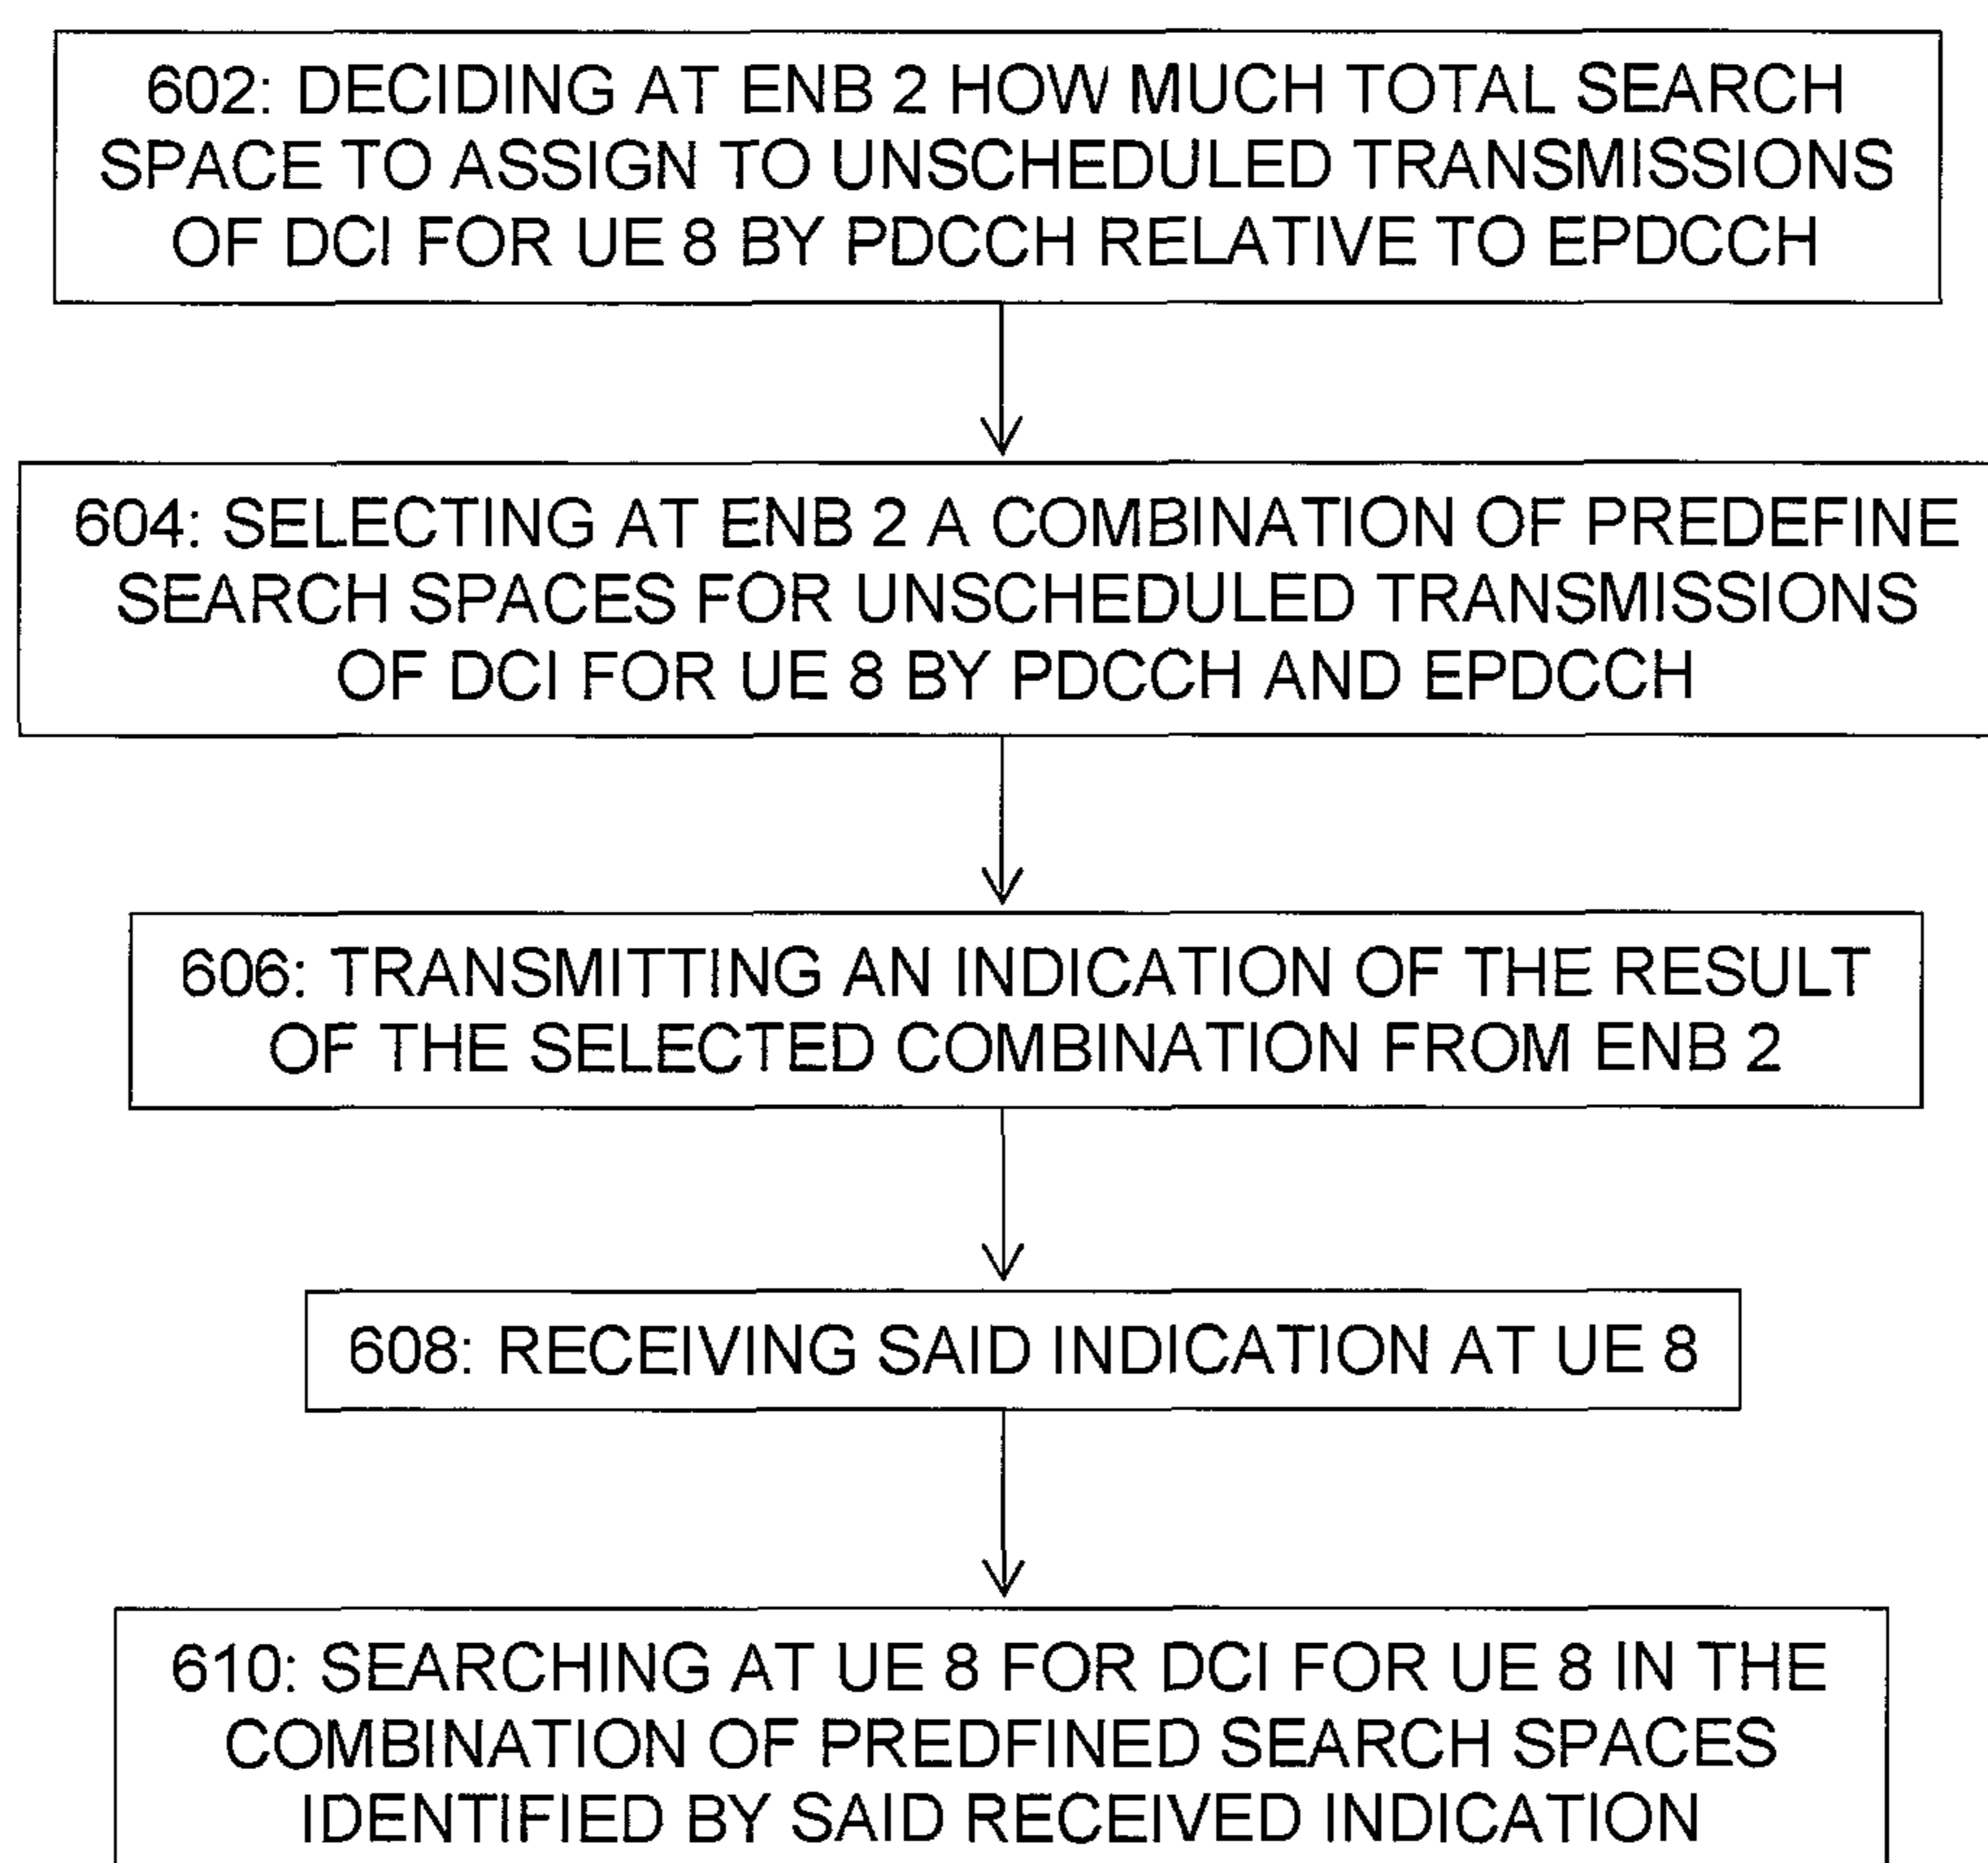 602: DECIDING AT ENB 2 HOW MUCH TOTAL SEARCH
SPACE TO ASSIGN TO UNSCHEDULED TRANSMISSIONS
OF DCI FOR UE 8 BY PDCCH RELATIVE TO EPDCCH
604: SELECTING AT ENB 2 A COMBINATION OF PREDEFINE
SEARCH SPACES FOR UNSCHEDULED TRANSMISSIONS
OF DCI FOR UE 8 BY PDCCH AND EPDCCH
606: TRANSMITTING AN INDICATION OF THE RESULT
OF THE SELECTED COMBINATION FROM ENB 2
608: RECEIVING SAID INDICATION AT UE 8
610: SEARCHING AT UE 8 FOR DCI FOR UE 8 IN THE
COMBINATION OF PREDFINED SEARCH SPACES
IDENTIFIED BY SAID RECEIVED INDICATION